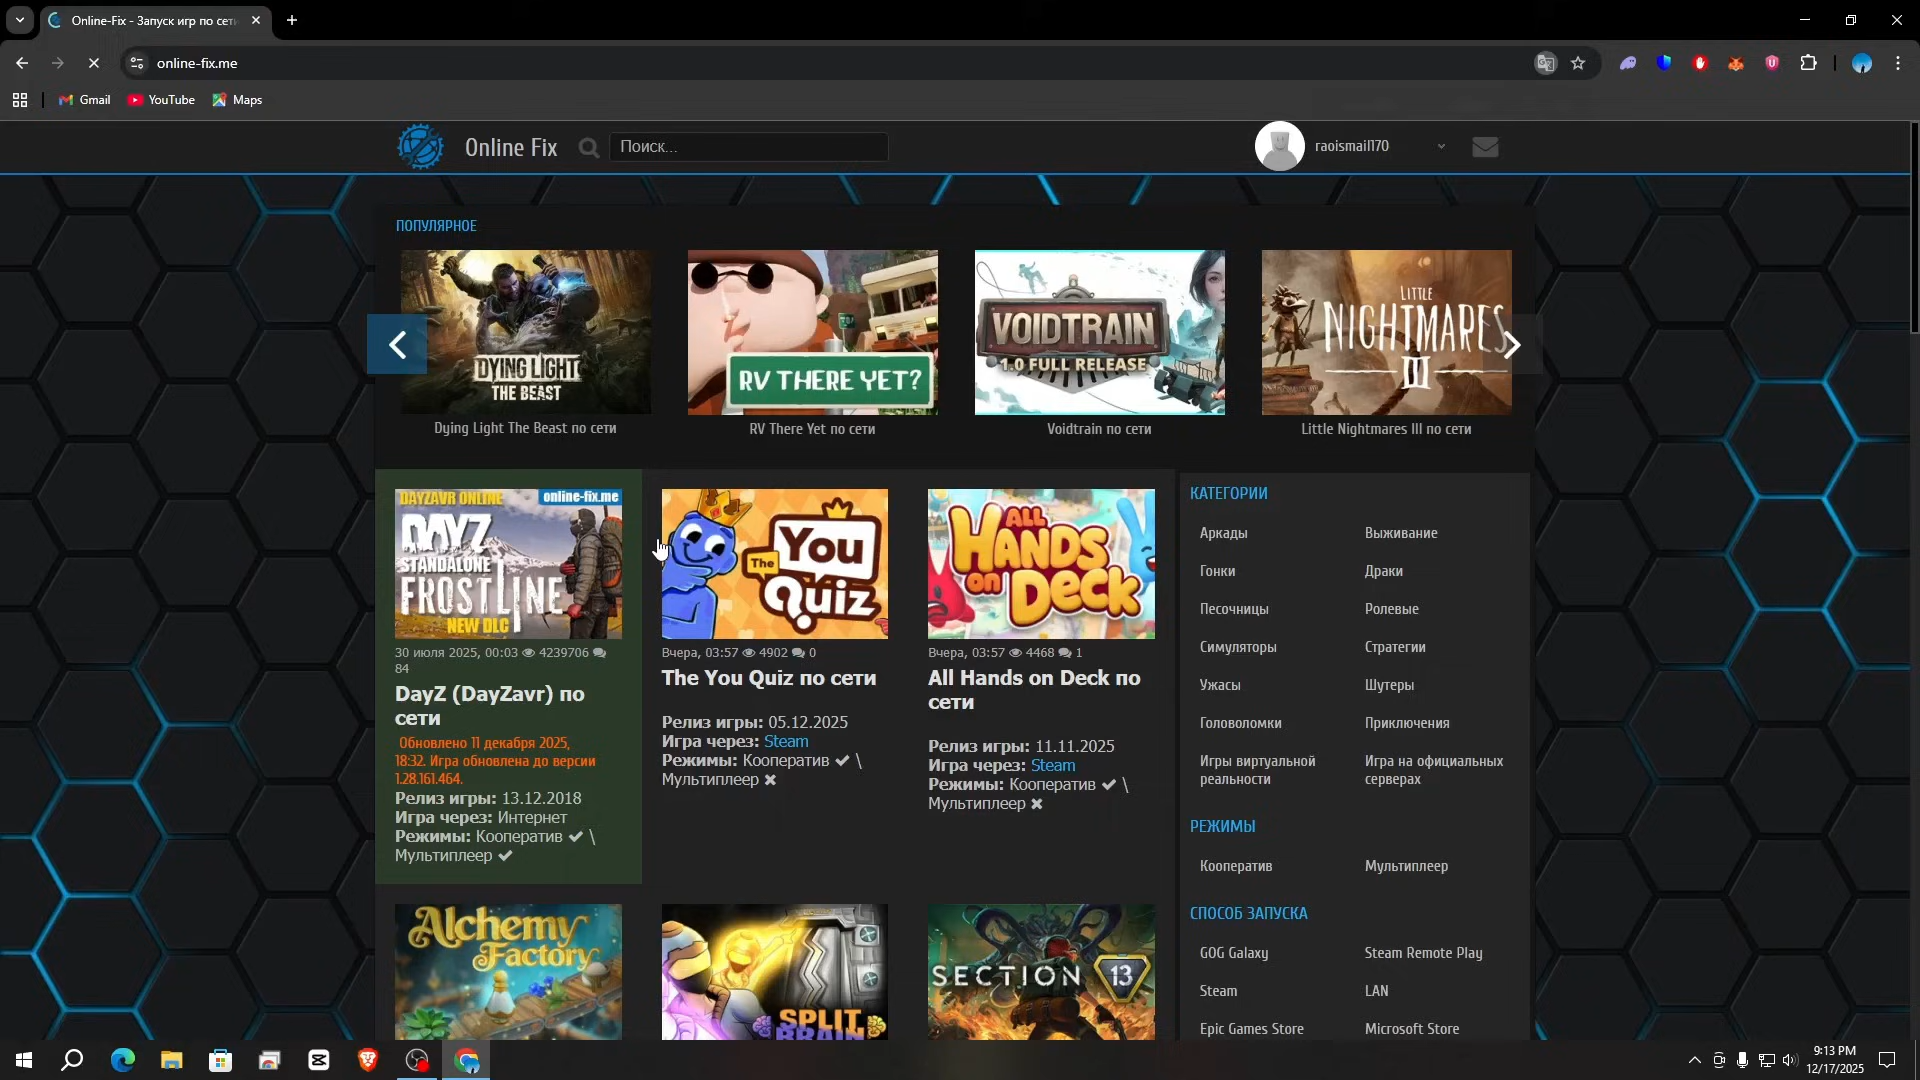 Online-Fix - Запуск игр по сети
online-fix.me
Gmail
YouTube
Maps
Online Fix
Поиск...
raoismail170
ПОПУЛЯРНОЕ
DYING LIGHT
THE BEAST
RV THERE YET?
VOIDTRAIN
1.0 FULL RELEASE
LITTLE
NIGHTMARES
III
Dying Light The Beast по сети
RV There Yet по сети
Voidtrain по сети
Little Nightmares III по сети
DAYZAVR ONLINE
online-fix.me
DAYZ
STANDALONE
FROSTLINE
NEW DLC
30 июля 2025, 00:03 4239706
84
DayZ (DayZavr) по
сети
Обновлено 11 декабря 2025,
18:32. Игра обновлена до версии
1.28.161.464.
Релиз игры: 13.12.2018
Игра через: Интернет
Режимы: Кооператив ✔ \
Мультиплеер ✔
The You Quiz
Вчера, 03:57 4902 0
The You Quiz по сети
Релиз игры: 05.12.2025
Игра через: Steam
Режимы: Кооператив ✔ \
Мультиплеер ✖
ALL
HANDS
on DECK
Вчера, 03:57 4468 1
All Hands on Deck по
сети
Релиз игры: 11.11.2025
Игра через: Steam
Режимы: Кооператив ✔ \
Мультиплеер ✖
Alchemy
Factory
SPLIT
BRAIN
SECTION 13
КАТЕГОРИИ
Аркады
Выживание
Гонки
Драки
Песочницы
Ролевые
Симуляторы
Стратегии
Ужасы
Шутеры
Головоломки
Приключения
Игры виртуальной
реальности
Игра на официальных
серверах
РЕЖИМЫ
Кооператив
Мультиплеер
СПОСОБ ЗАПУСКА
GOG Galaxy
Steam Remote Play
Steam
LAN
Epic Games Store
Microsoft Store
9:13 PM
12/17/2025